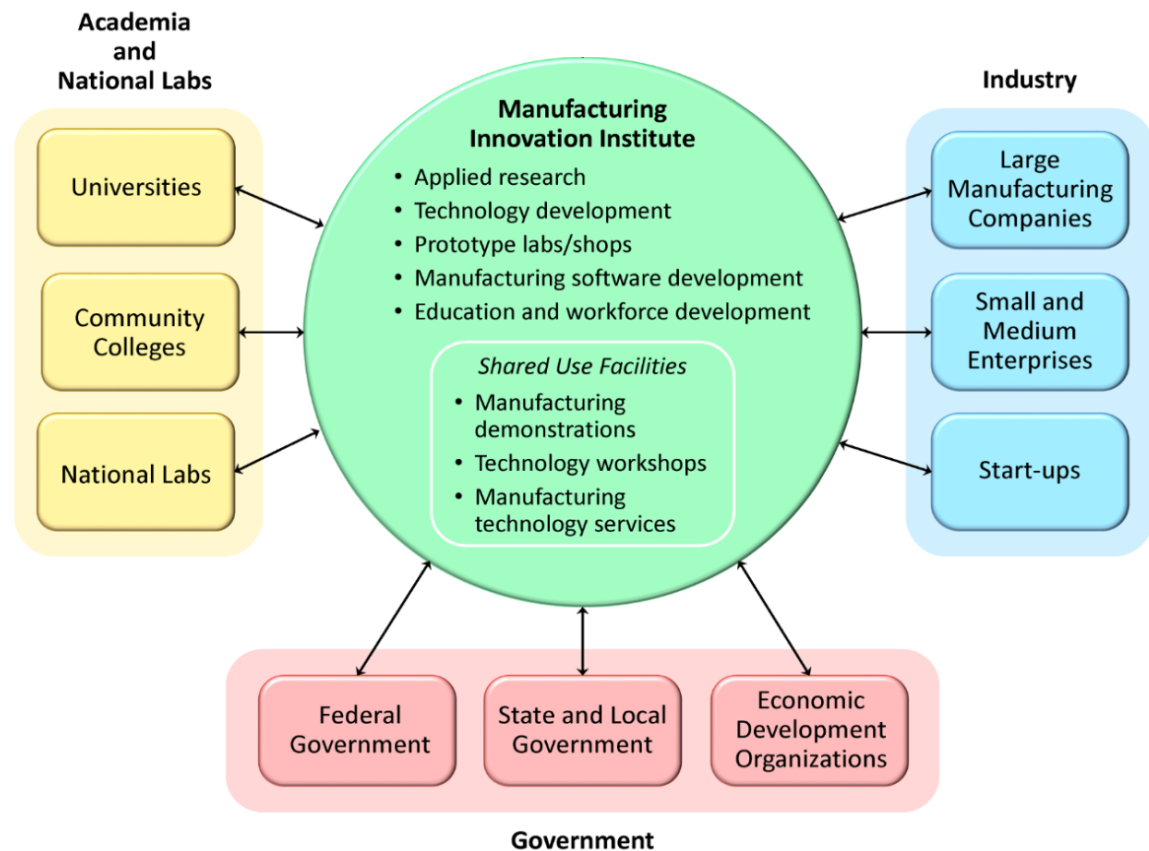 Academia
and
National Labs
Universities
Community
Colleges
National Labs
Manufacturing
Innovation Institute
• Applied research
• Technology development
• Prototype labs/shops
• Manufacturing software development
• Education and workforce development
Shared Use Facilities
• Manufacturing
demonstrations
• Technology workshops
• Manufacturing
technology services
Industry
Large
Manufacturing
Companies
Small and
Medium
Enterprises
Start-ups
Federal
Government
State and Local
Government
Economic
Development
Organizations
Government